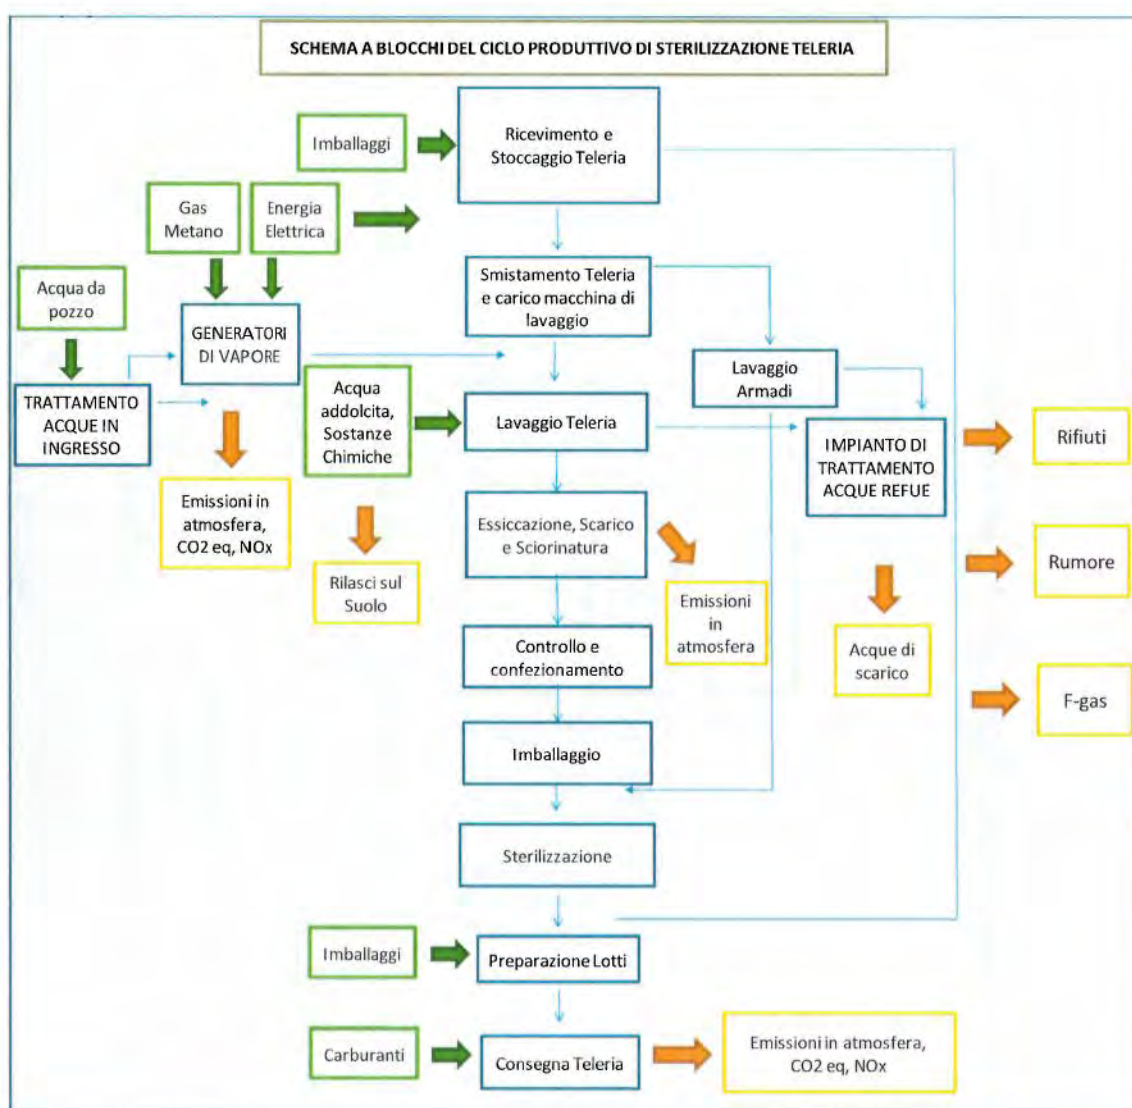 SCHEMA A BLOCCHI DEL CICLO PRODUTTIVO DI STERILIZZAZIONE TELERIA
Imballaggi
Ricevimento e
Stoccaggio Teleria
Gas
Metano
Energia
Elettrica
Acqua da
pozzo
Smistamento Teleria
e carico macchina di
lavaggio
GENERATORI
DI VAPORE
Lavaggio
Armadi
TRATTAMENTO
ACQUE IN
INGRESSO
Acqua
addolcita,
Sostanze
Chimiche
Lavaggio Teleria
IMPIANTO DI
TRATTAMENTO
ACQUE REFUE
Rifiuti
Emissioni in
atmosfera,
CO2 eq, NOx
Essiccazione, Scarico
e Sciorinatura
Rilasci sul
Suolo
Emissioni
in
atmosfera
Rumore
Controllo e
confezionamento
Acque di
scarico
F-gas
Imballaggio
Sterilizzazione
Imballaggi
Preparazione Lotti
Carburanti
Consegna Teleria
Emissioni in atmosfera,
CO2 eq, NOx